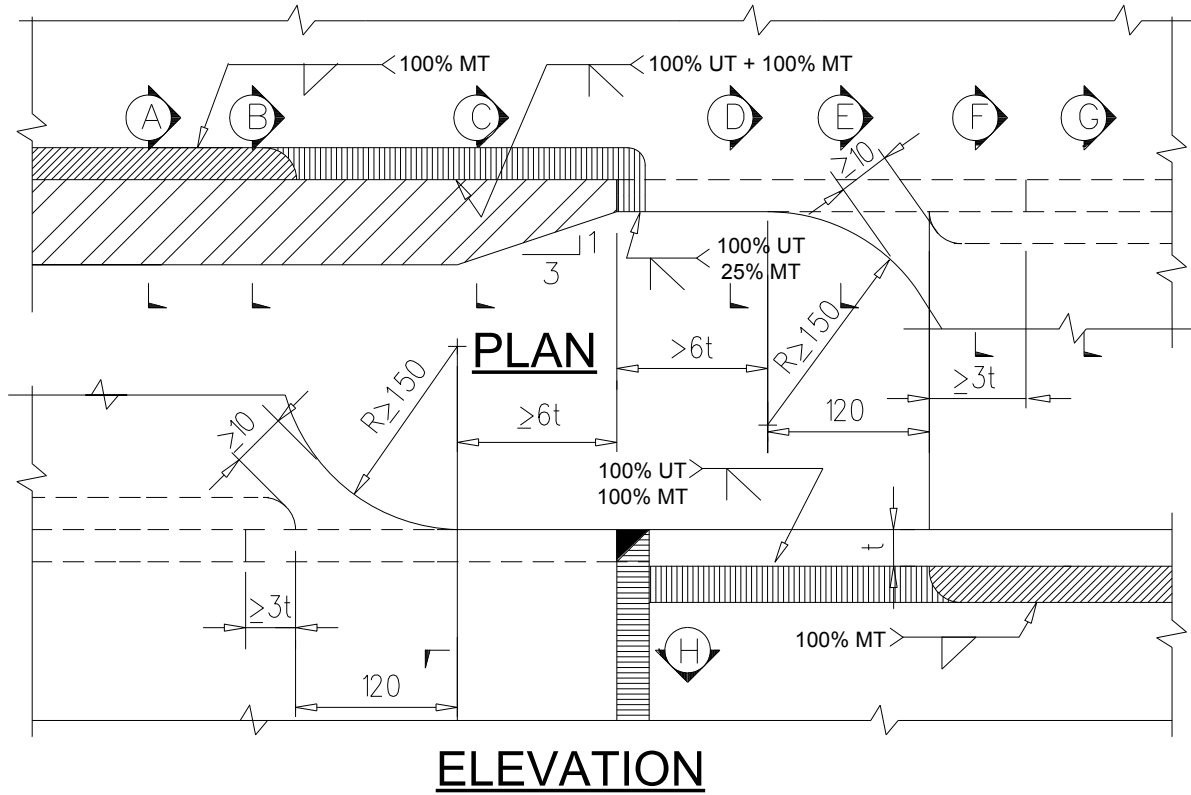 100% MT
100% UT + 100% MT
A
B
C
D
E
F
G
≥10
1
3
100% UT
25% MT
PLAN
>6t
R≥150
≥3t
R≥150
≥10
≥6t
120
100% UT
100% MT
t
≥3t
100% MT
H
120
ELEVATION